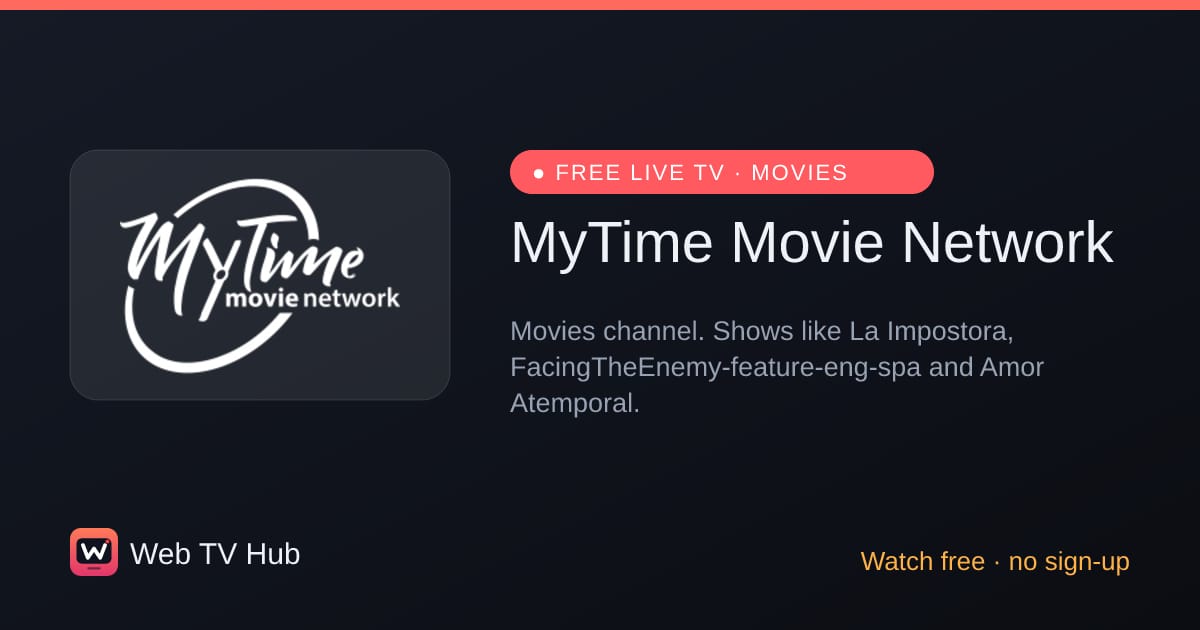 MyTime
movie network
● FREE LIVE TV · MOVIES
MyTime Movie Network
Movies channel. Shows like La Impostora,
FacingTheEnemy-feature-eng-spa and Amor
Atemporal.
W
Web TV Hub
Watch free · no sign-up